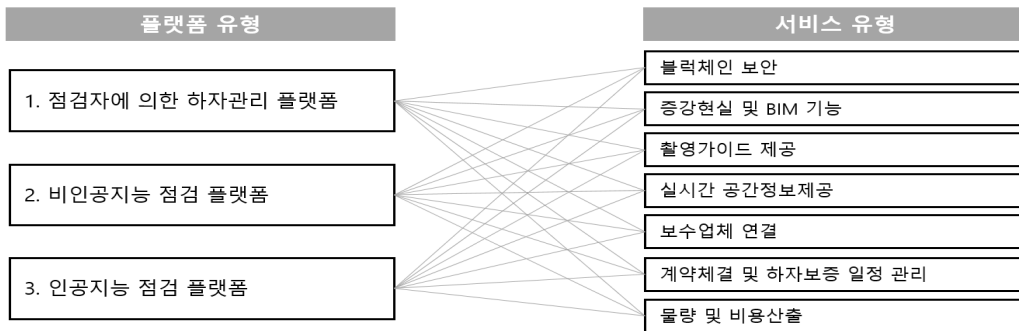 플랫폼 유형
1. 점검자에 의한 하자관리 플랫폼
2. 비인공지능 점검 플랫폼
3. 인공지능 점검 플랫폼
서비스 유형
블럭체인 보안
증강현실 및 BIM 기능
촬영가이드 제공
실시간 공간정보제공
보수업체 연결
계약체결 및 하자보증 일정 관리
물량 및 비용산출